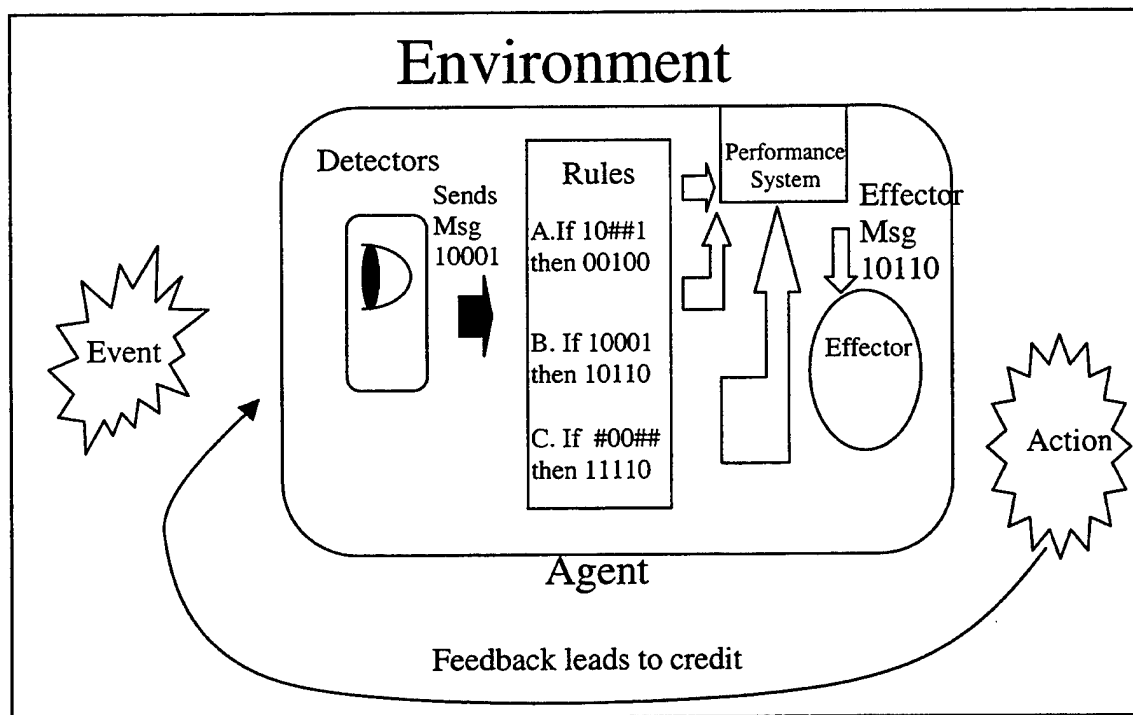 Environment
Detectors
Sends
Msg
10001
Rules
A.If 10##1
then 00100
B. If 10001
then 10110
C. If #00##
then 11110
Performance
System
Effector
Msg
10110
Effector
Event
Action
Agent
Feedback leads to credit